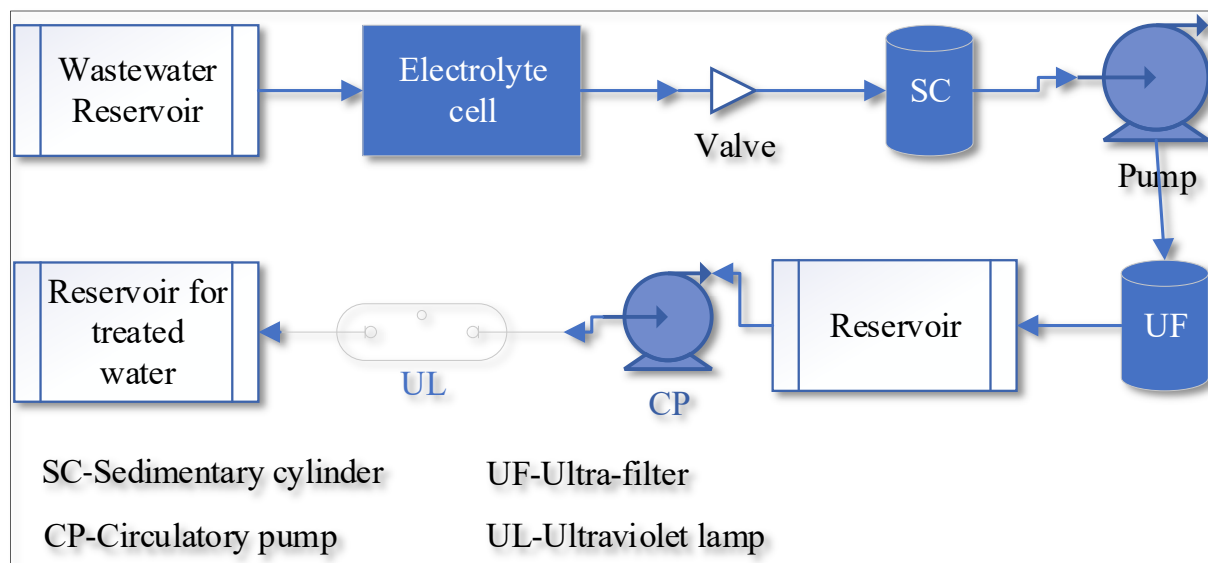 Wastewater
Reservoir
Electrolyte
cell
Valve
SC
Pump
Reservoir for
treated
water
UL
CP
Reservoir
UF
SC-Sedimentary cylinder
UF-Ultra-filter
CP-Circulatory pump
UL-Ultraviolet lamp